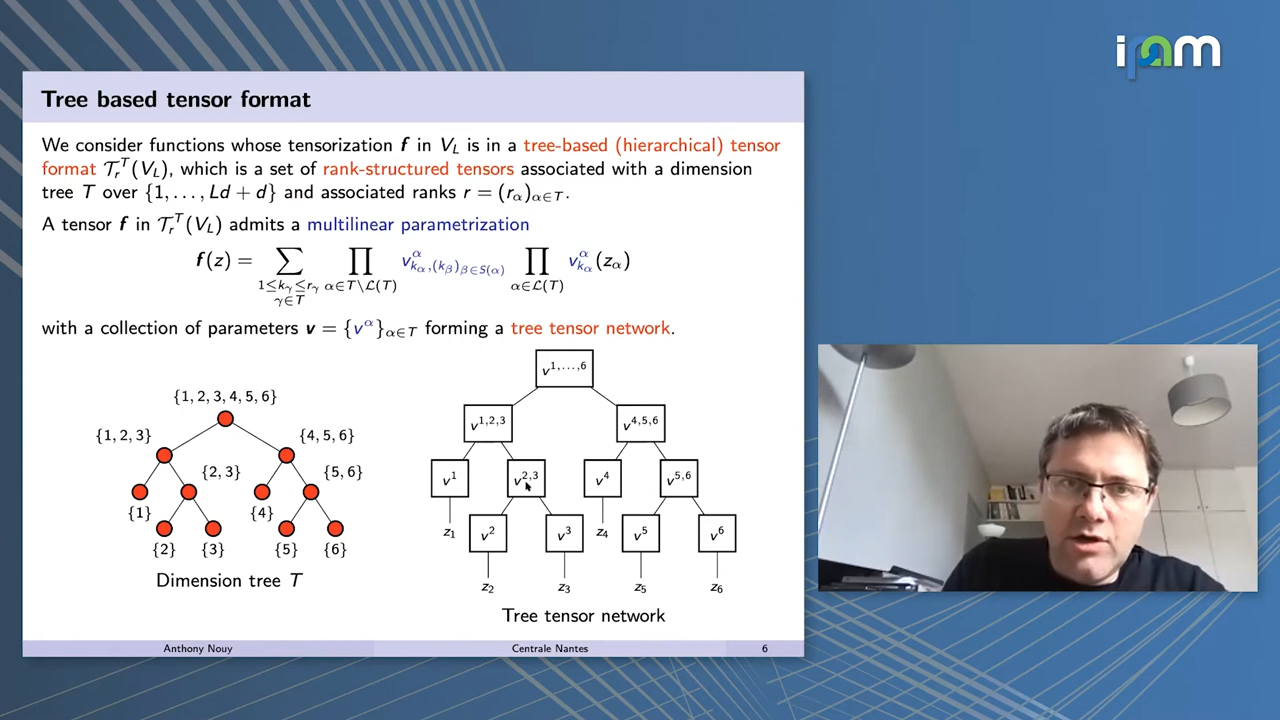 ipam
Tree based tensor format
We consider functions whose tensorization f in V_L is in a tree-based (hierarchical) tensor
format 𝒯_r^T(V_L), which is a set of rank-structured tensors associated with a dimension
tree T over {1, . . . , Ld + d} and associated ranks r = (r_α)_{α∈T}.
A tensor f in 𝒯_r^T(V_L) admits a multilinear parametrization
f(z) = ∑_{1≤k_γ≤r_γ, γ∈T} ∏_{α∈T\ℒ(T)} v^α_{k_α,(k_β)_{β∈S(α)}} ∏_{α∈ℒ(T)} v^α_{k_α}(z_α)
with a collection of parameters v = {v^α}_{α∈T} forming a tree tensor network.
{1, 2, 3, 4, 5, 6}
{1, 2, 3} {4, 5, 6}
{2, 3} {5, 6}
{1} {4}
{2} {3} {5} {6}
Dimension tree T
v^{1,...,6}
v^{1,2,3} v^{4,5,6}
v^1 v^{2,3} v^4 v^{5,6}
z_1 v^2 v^3 z_4 v^5 v^6
z_2 z_3 z_5 z_6
Tree tensor network
Anthony Nouy Centrale Nantes 6